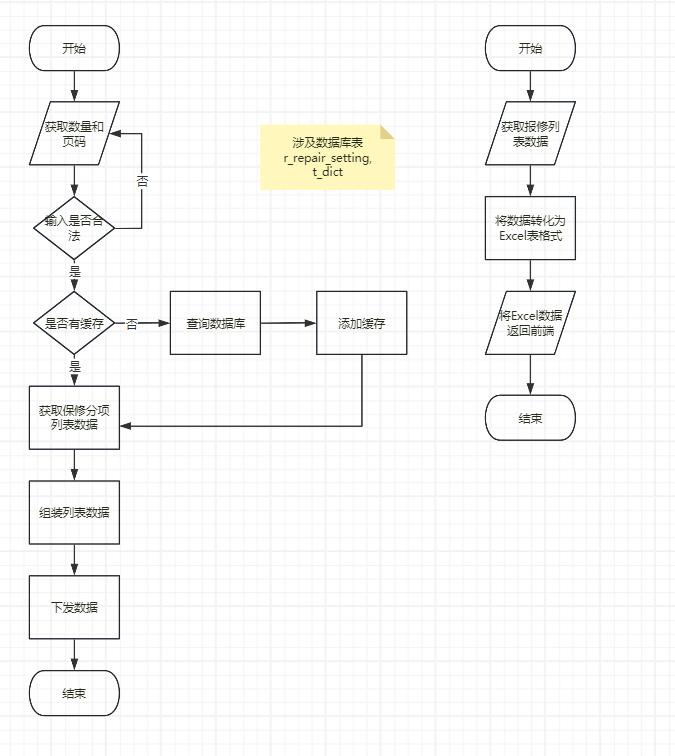 开始
获取数量和
页码
否
输入是否合
法
是
是否有缓存
否
查询数据库
添加缓存
是
获取保修分项
列表数据
组装列表数据
下发数据
结束
涉及数据库表
r_repair_setting,
t_dict
开始
获取报修列
表数据
将数据转化为
Excel表格式
将Excel数据
返回前端
结束